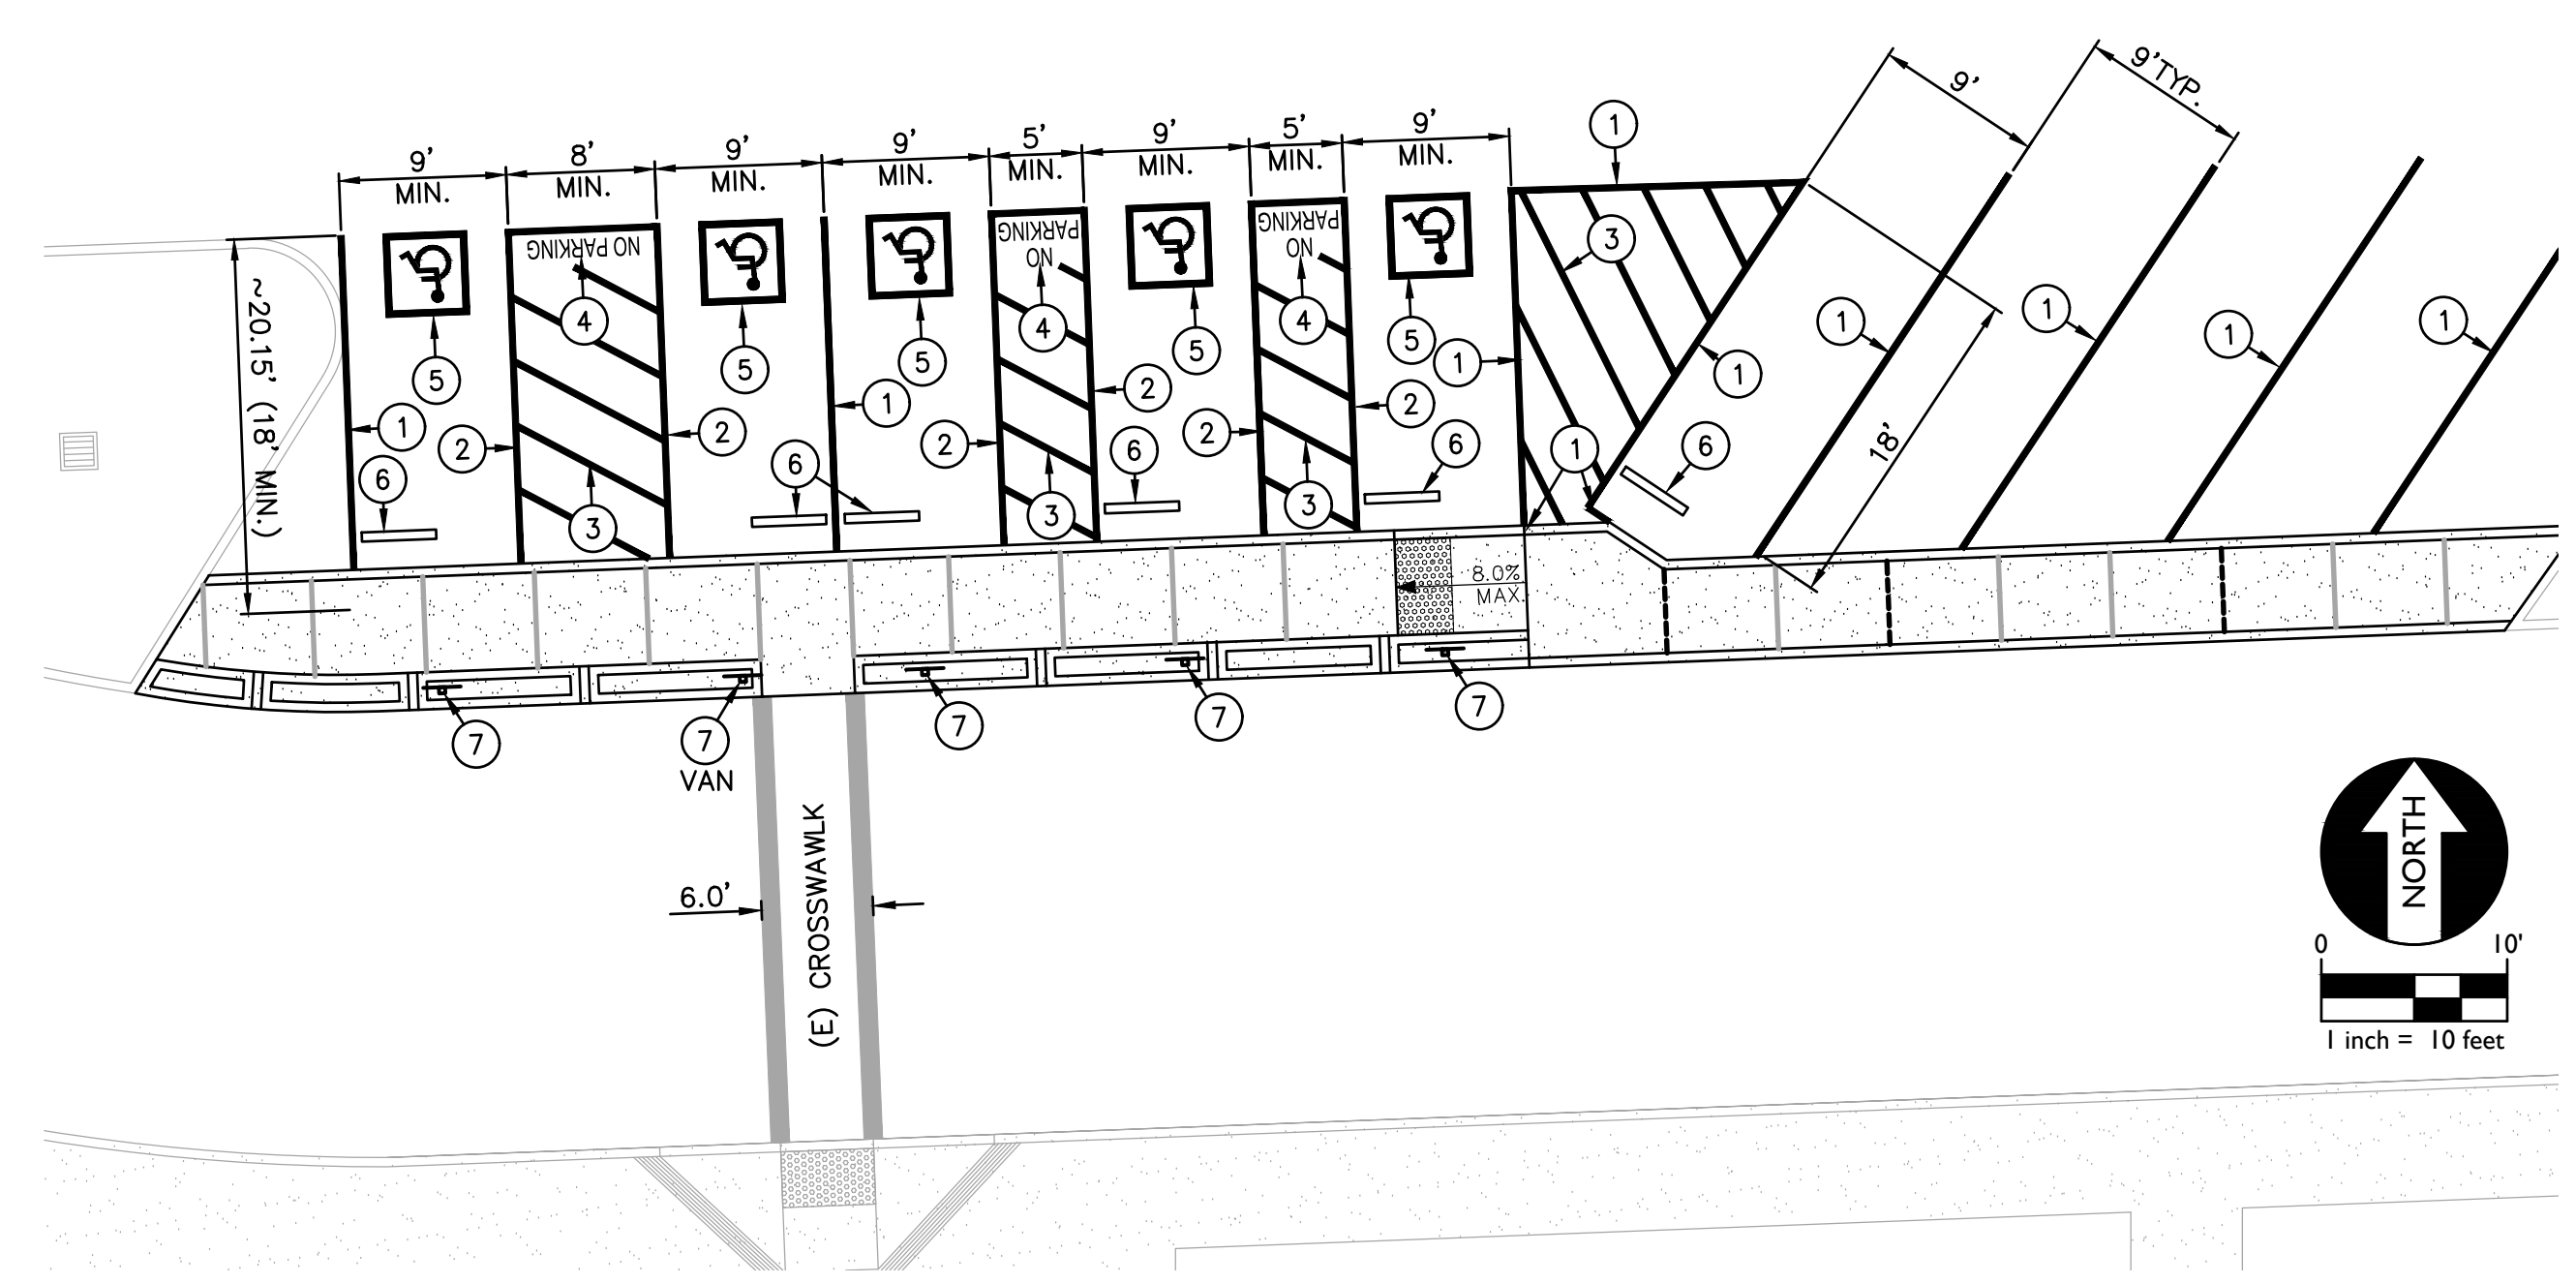 9' TYP.
9'
9'
MIN.
8'
MIN.
9'
MIN.
9'
MIN.
5'
MIN.
9'
MIN.
5'
MIN.
9'
MIN.
1
NO PARKING
NO
PARKING
NO
PARKING
~20.15' (18' MIN.)
4
4
4
3
5
5
5
5
5
1
1
1
1
1
1
1
1
1
2
2
2
2
2
2
6
6
6
6
6
3
3
3
18'
8.0%
MAX.
7
7
VAN
7
7
7
6.0'
(E) CROSSWAWLK
NORTH
0 10'
1 inch = 10 feet